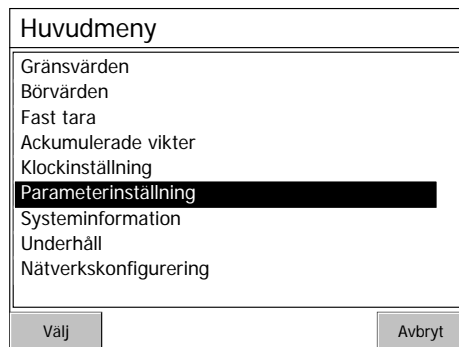 Huvudmeny
Gränsvärden
Börvärden
Fast tara
Ackumulerade vikter
Klockinställning
Parameterinställning
Systeminformation
Underhåll
Nätverkskonfigurering
Välj
Avbryt